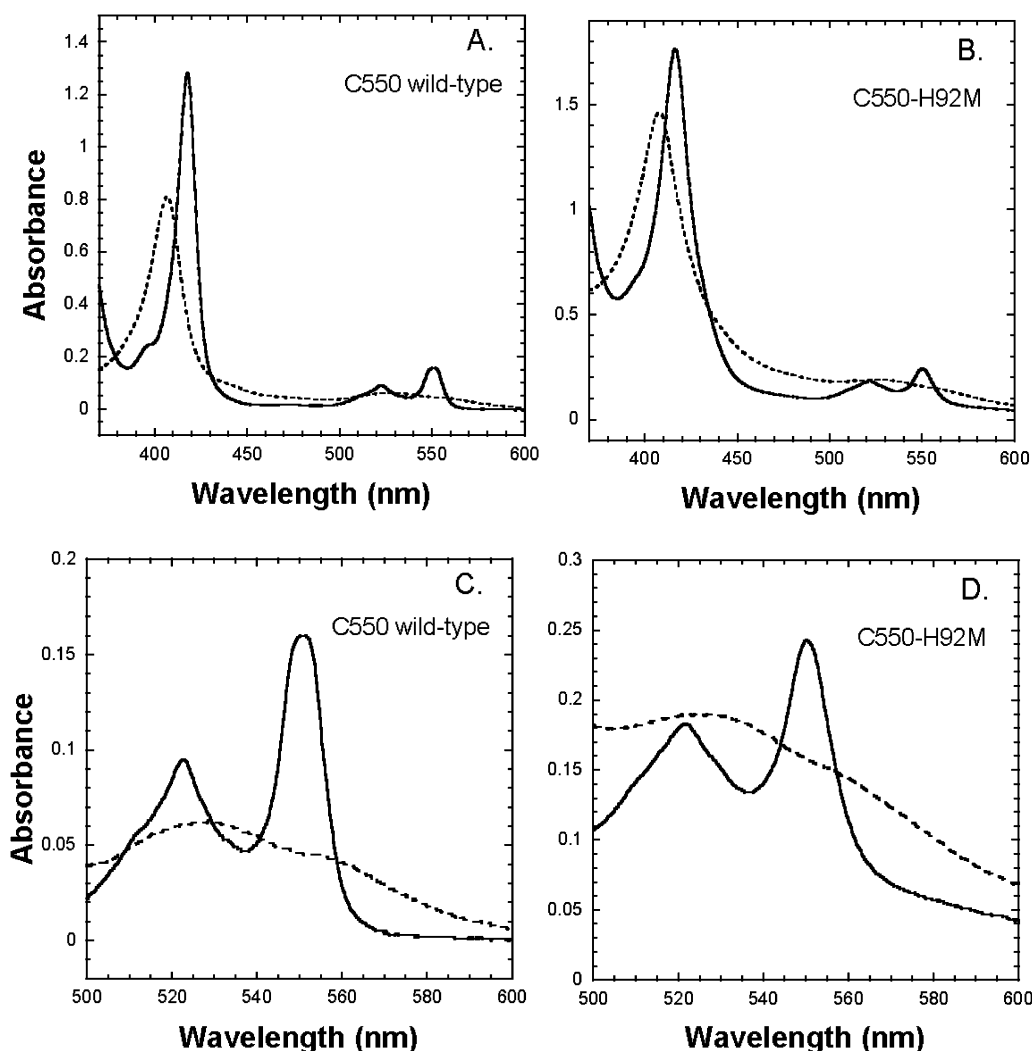 A.
C550 wild-type
1.4
1.2
1
0.8
0.6
0.4
0.2
0
Absorbance
400 450 500 550 600
Wavelength (nm)
B.
C550-H92M
1.5
1
0.5
0
400 450 500 550 600
Wavelength (nm)
C.
C550 wild-type
0.2
0.15
0.1
0.05
0
Absorbance
500 520 540 560 580 600
Wavelength (nm)
D.
C550-H92M
0.3
0.25
0.2
0.15
0.1
0.05
0
500 520 540 560 580 600
Wavelength (nm)